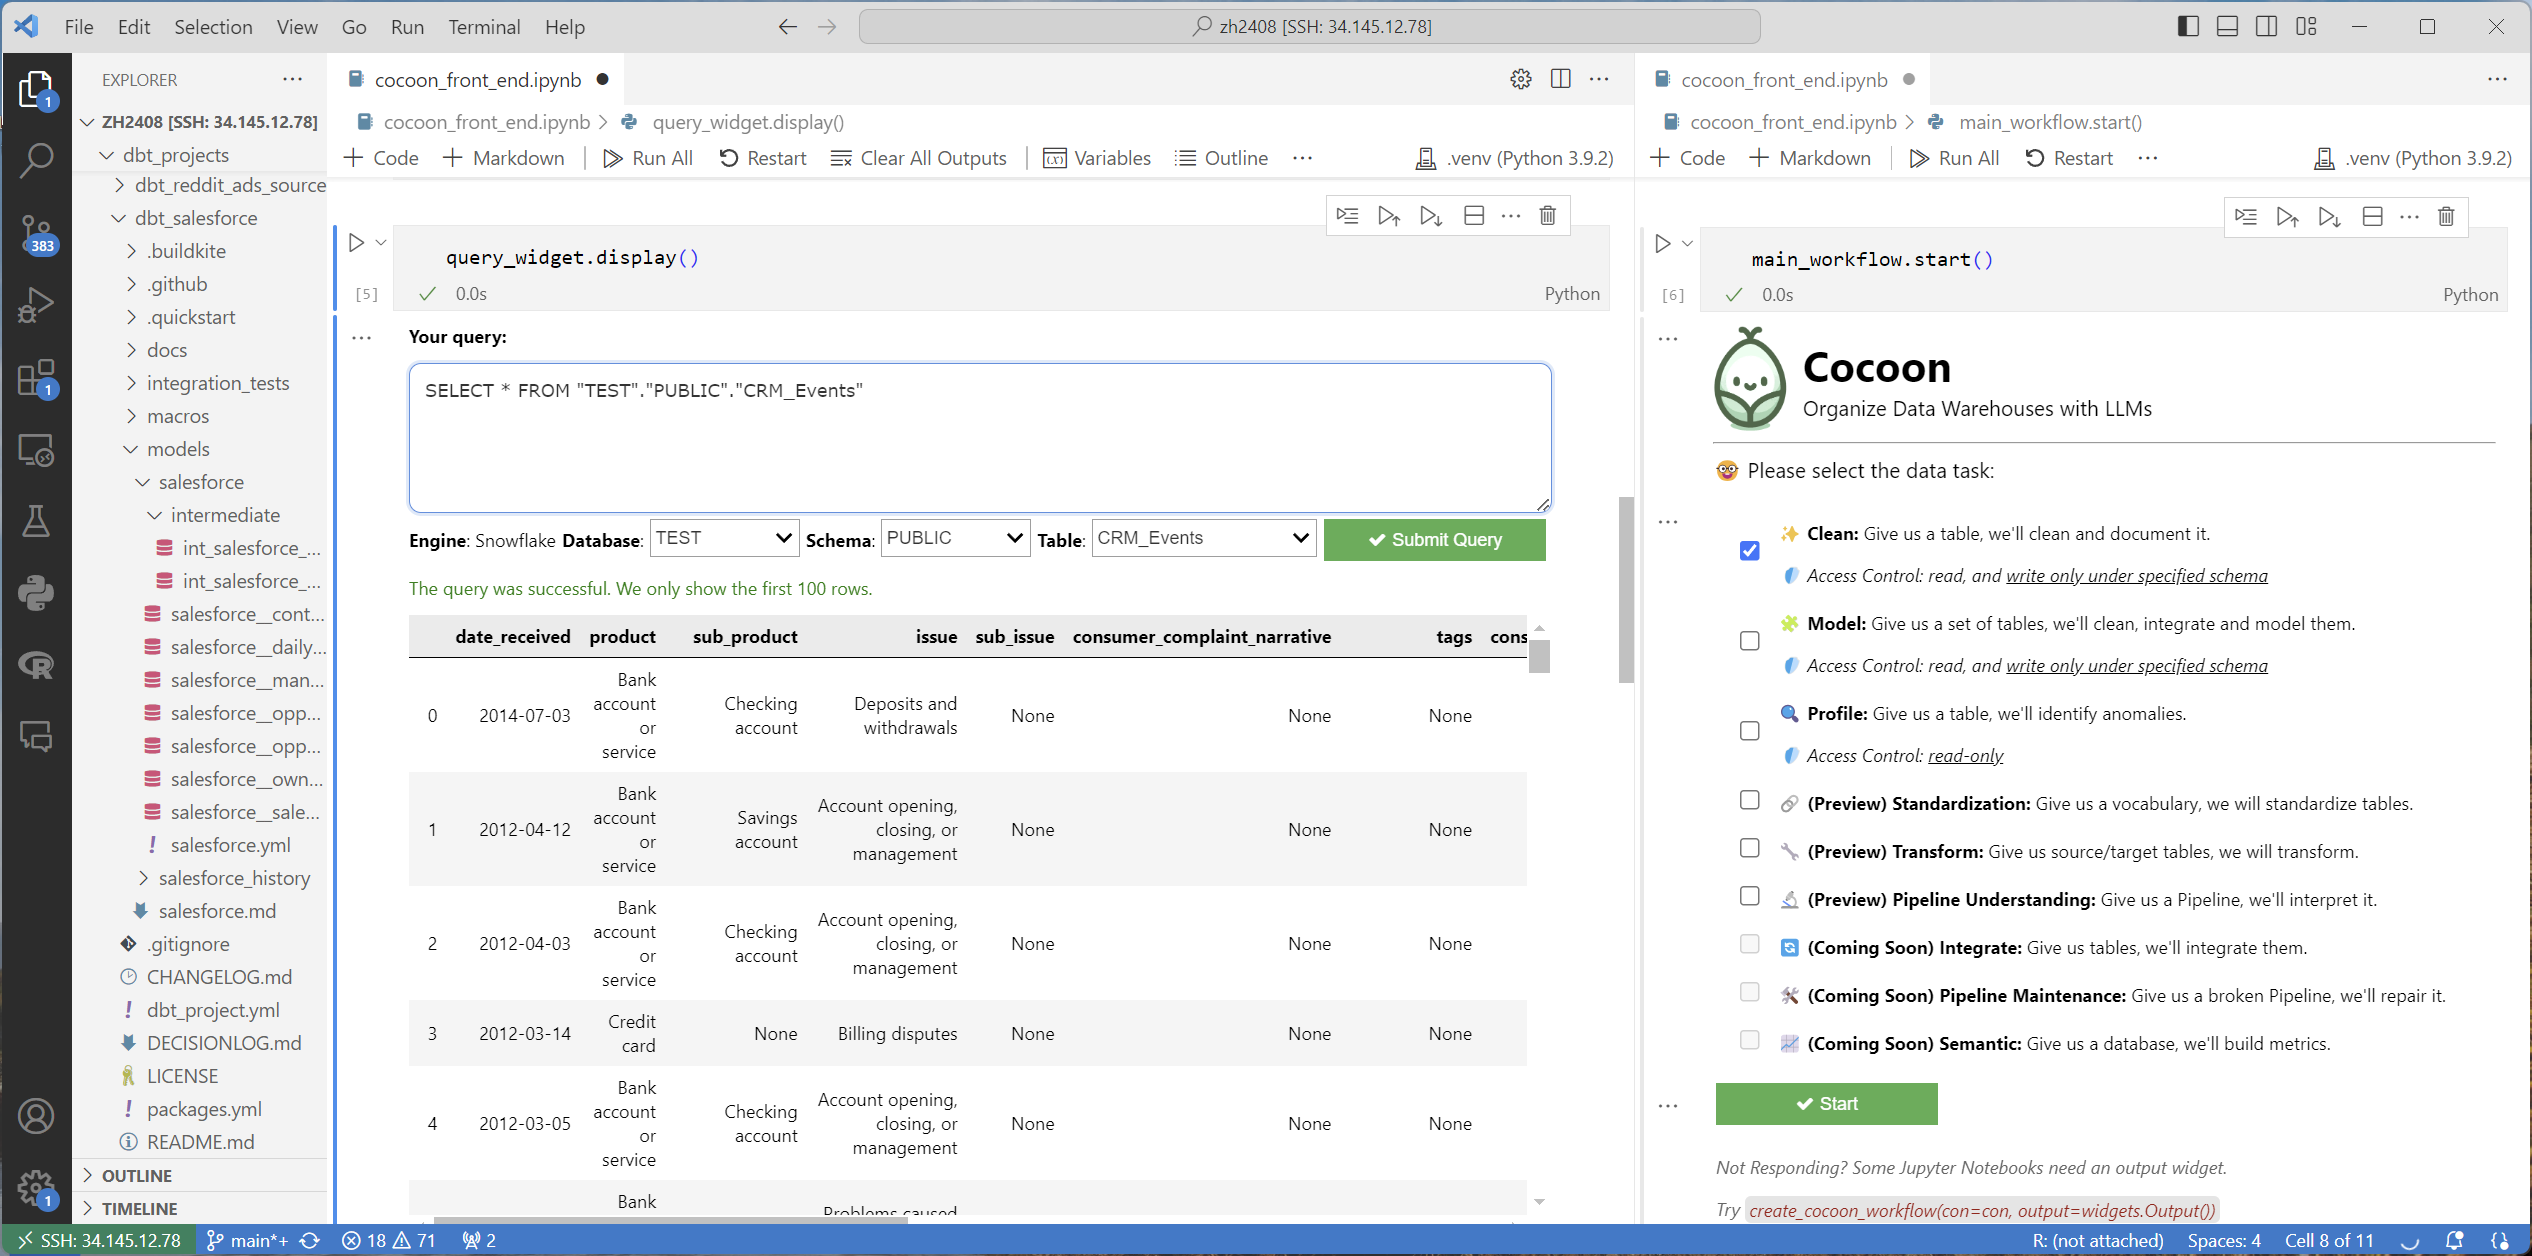 File Edit Selection View Go Run Terminal Help
zh2408 [SSH: 34.145.12.78]
EXPLORER
ZH2408 [SSH: 34.145.12.78]
dbt_projects
dbt_reddit_ads_source
dbt_salesforce
.buildkite
.github
.quickstart
docs
integration_tests
macros
models
salesforce
intermediate
int_salesforce_...
int_salesforce_...
salesforce__cont...
salesforce__daily...
salesforce__man...
salesforce__opp...
salesforce__opp...
salesforce__own...
salesforce__sale...
salesforce.yml
salesforce_history
salesforce.md
.gitignore
CHANGELOG.md
dbt_project.yml
DECISIONLOG.md
LICENSE
packages.yml
README.md
OUTLINE
TIMELINE
1
383
1
1
cocoon_front_end.ipynb
cocoon_front_end.ipynb > query_widget.display()
+ Code + Markdown Run All Restart Clear All Outputs Variables Outline ... .venv (Python 3.9.2)
query_widget.display()
[5] 0.0s Python
Your query:
SELECT * FROM "TEST"."PUBLIC"."CRM_Events"
Engine: Snowflake Database: TEST Schema: PUBLIC Table: CRM_Events Submit Query
The query was successful. We only show the first 100 rows.
date_received product sub_product issue sub_issue consumer_complaint_narrative tags cons
0 2014-07-03 Bank account or service Checking account Deposits and withdrawals None None None
1 2012-04-12 Bank account or service Savings account Account opening, closing, or management None None None
2 2012-04-03 Bank account or service Checking account Account opening, closing, or management None None None
3 2012-03-14 Credit card None Billing disputes None None None
4 2012-03-05 Bank account or service Checking account Account opening, closing, or management None None None
Bank Problems caused
cocoon_front_end.ipynb
cocoon_front_end.ipynb > main_workflow.start()
+ Code + Markdown Run All Restart ... .venv (Python 3.9.2)
main_workflow.start()
[6] 0.0s Python
Cocoon
Organize Data Warehouses with LLMs
Please select the data task:
Clean: Give us a table, we'll clean and document it.
Access Control: read, and write only under specified schema
Model: Give us a set of tables, we'll clean, integrate and model them.
Access Control: read, and write only under specified schema
Profile: Give us a table, we'll identify anomalies.
Access Control: read-only
(Preview) Standardization: Give us a vocabulary, we will standardize tables.
(Preview) Transform: Give us source/target tables, we will transform.
(Preview) Pipeline Understanding: Give us a Pipeline, we'll interpret it.
(Coming Soon) Integrate: Give us tables, we'll integrate them.
(Coming Soon) Pipeline Maintenance: Give us a broken Pipeline, we'll repair it.
(Coming Soon) Semantic: Give us a database, we'll build metrics.
Start
Not Responding? Some Jupyter Notebooks need an output widget.
Try create_cocoon_workflow(con=con, output=widgets.Output())
SSH: 34.145.12.78 main*+ 18 71 2 R: (not attached) Spaces: 4 Cell 8 of 11